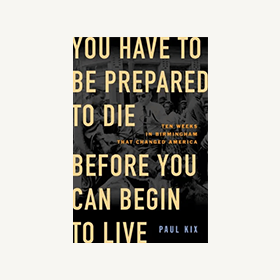 YOU HAVE TO
BE PREPARED
TO DIE
TEN WEEKS
IN BIRMINGHAM
THAT CHANGED AMERICA
BEFORE YOU
CAN BEGIN
TO LIVE
PAUL KIX